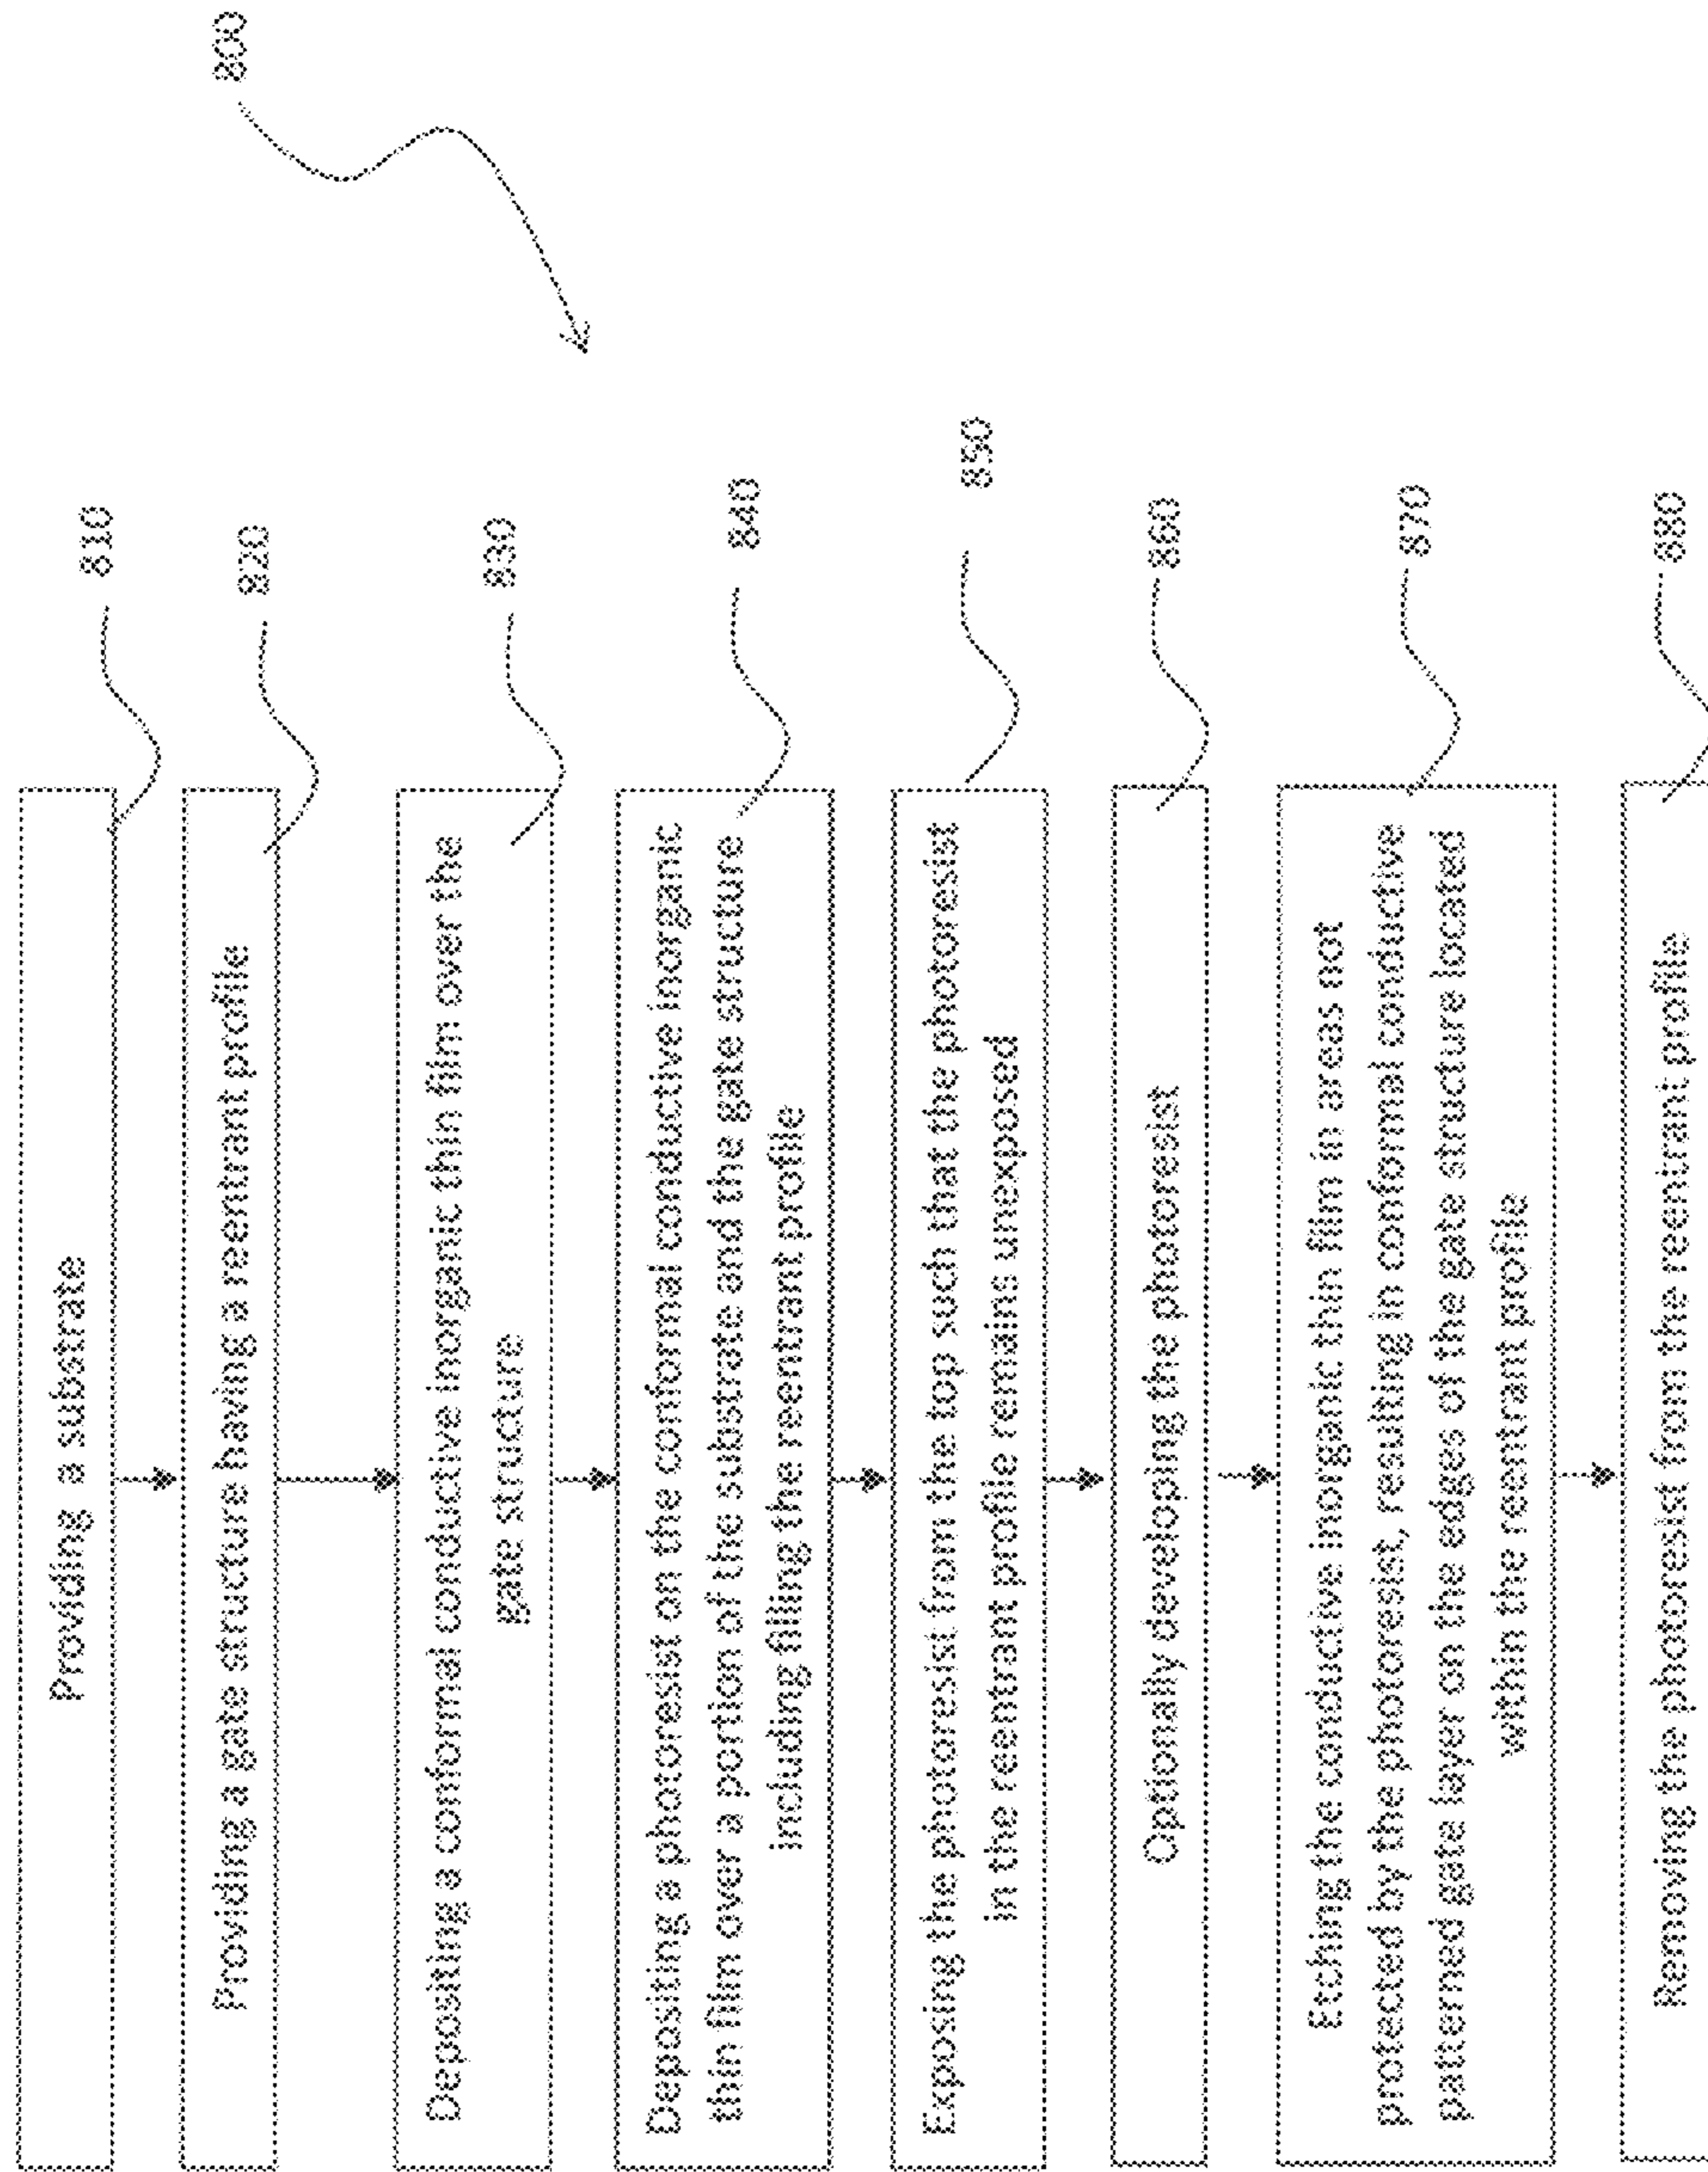 800
Providing a substrate
810
Providing a gate structure having a reentrant profile
820
Depositing a conformal conductive inorganic thin film over the
gate structure
830
Depositing a photoresist on the conformal conductive inorganic
thin film over a portion of the substrate and the gate structure
including filling the reentrant profile
840
Exposing the photoresist from the top such that the photoresist
in the reentrant profile remains unexposed
850
Optionally developing the photoresist
860
Etching the conductive inorganic thin film in areas not
protected by the photoresist, resulting in conformal conductive
patterned gate layer on the edges of the gate structure located
within the reentrant profile
870
Removing the photoresist from the reentrant profile
880